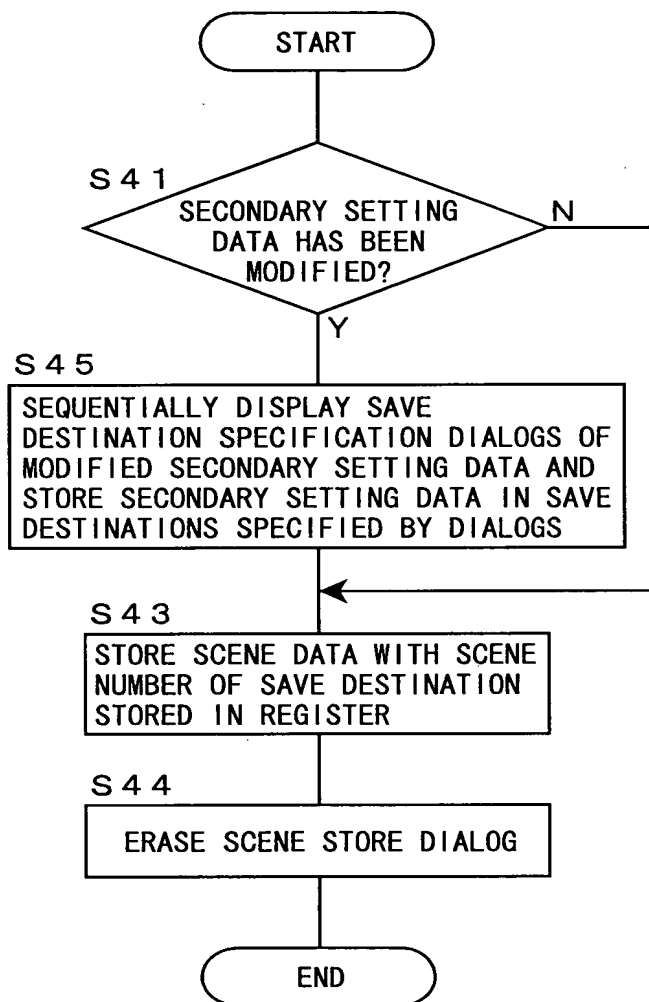 START
S41
SECONDARY SETTING
DATA HAS BEEN
MODIFIED?
N
Y
S45
SEQUENTIALLY DISPLAY SAVE
DESTINATION SPECIFICATION DIALOGS OF
MODIFIED SECONDARY SETTING DATA AND
STORE SECONDARY SETTING DATA IN SAVE
DESTINATIONS SPECIFIED BY DIALOGS
S43
STORE SCENE DATA WITH SCENE
NUMBER OF SAVE DESTINATION
STORED IN REGISTER
S44
ERASE SCENE STORE DIALOG
END